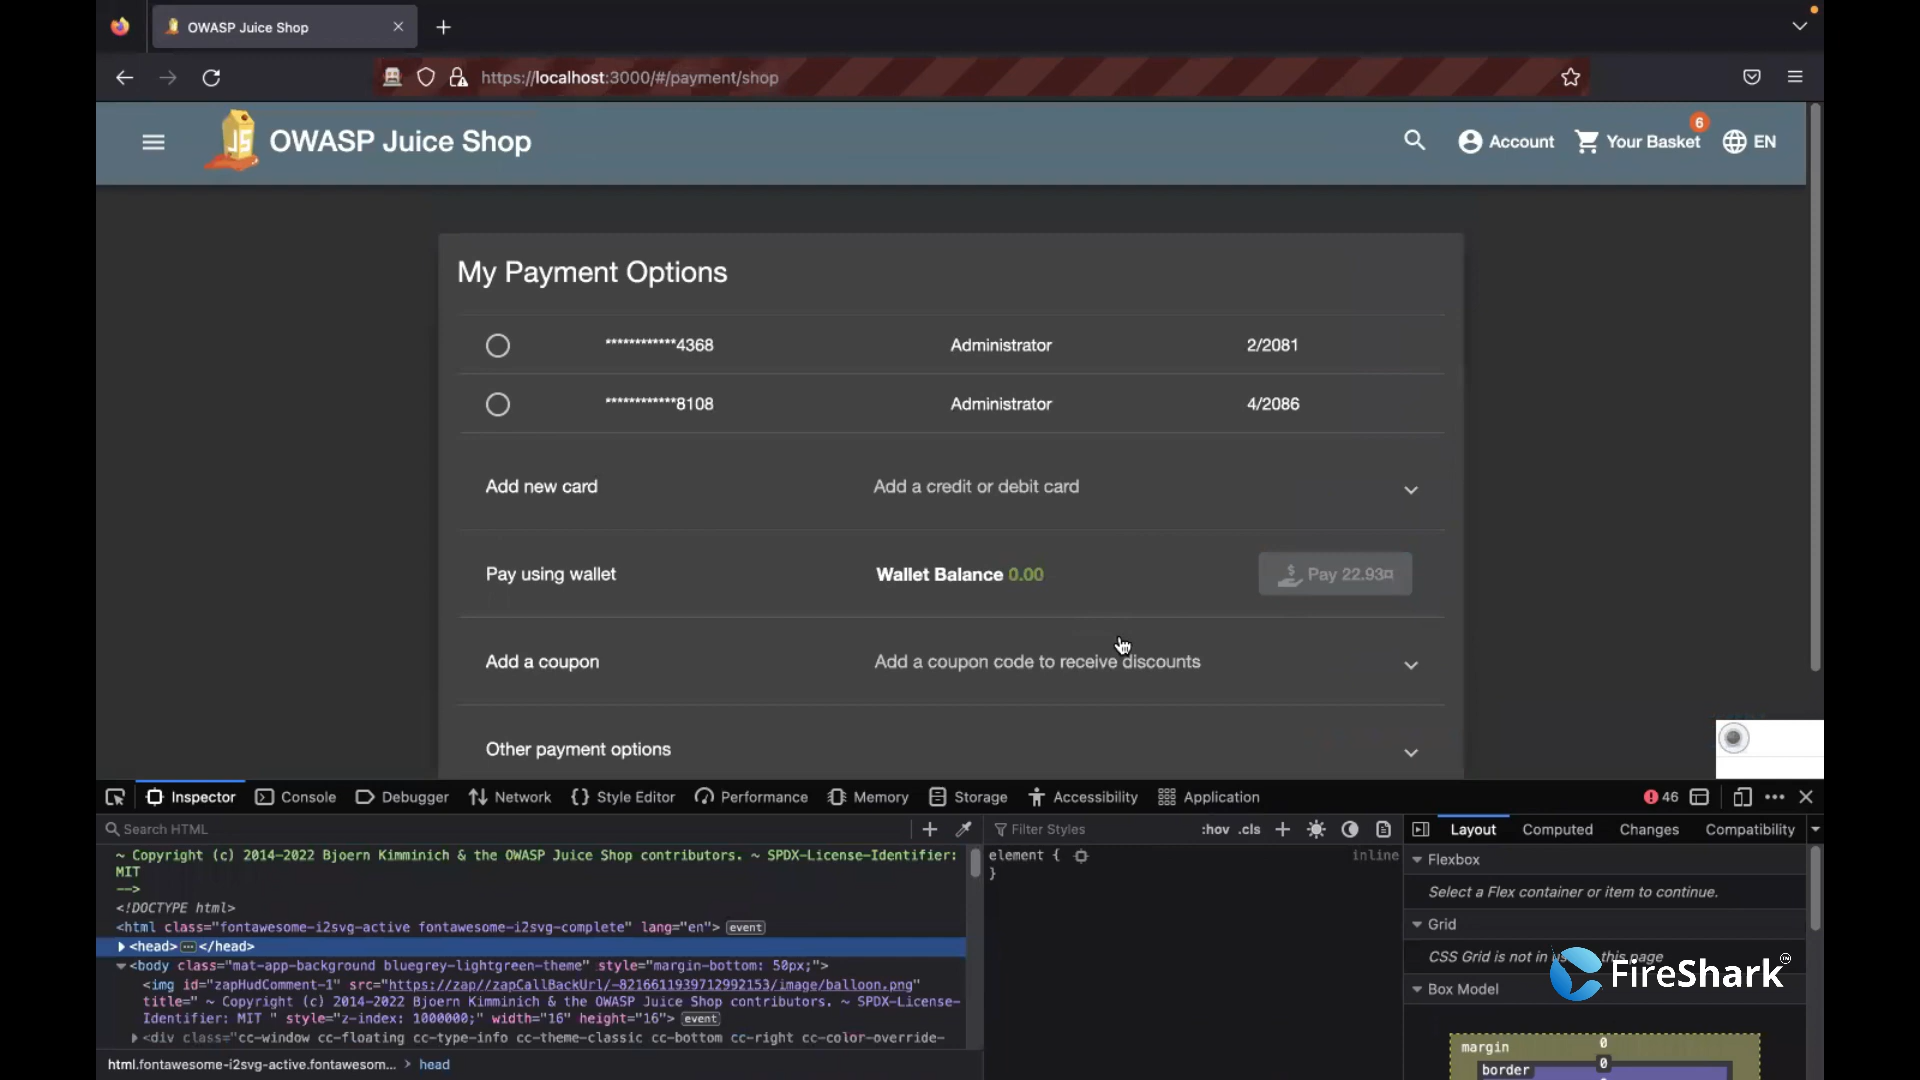 OWASP Juice Shop
https://localhost:3000/#/payment/shop
OWASP Juice Shop
Account
6
Your Basket
EN
My Payment Options
************4368 Administrator 2/2081
************8108 Administrator 4/2086
Add new card Add a credit or debit card
Pay using wallet Wallet Balance 0.00 Pay 22.93¤
Add a coupon Add a coupon code to receive discounts
Other payment options
Inspector Console Debugger Network Style Editor Performance Memory Storage Accessibility Application 46
Search HTML
~ Copyright (c) 2014-2022 Bjoern Kimminich & the OWASP Juice Shop contributors. ~ SPDX-License-Identifier:
MIT
-->
<!DOCTYPE html>
<html class="fontawesome-i2svg-active fontawesome-i2svg-complete" lang="en"> event
<head> ⋯ </head>
<body class="mat-app-background bluegrey-lightgreen-theme" style="margin-bottom: 50px;">
<img id="zapHudComment-1" src="https://zap//zapCallBackUrl/-8216611939712992153/image/balloon.png"
title=" ~ Copyright (c) 2014-2022 Bjoern Kimminich & the OWASP Juice Shop contributors. ~ SPDX-License-
Identifier: MIT " style="z-index: 1000000;" width="16" height="16"> event
<div class="cc-window cc-floating cc-type-info cc-theme-classic cc-bottom cc-right cc-color-override-
html.fontawesome-i2svg-active.fontawesom... > head
Filter Styles :hov .cls
element { inline
}
Layout Computed Changes Compatibility
Flexbox
Select a Flex container or item to continue.
Grid
CSS Grid is not in use on this page
FireShark
Box Model
margin 0
border 0